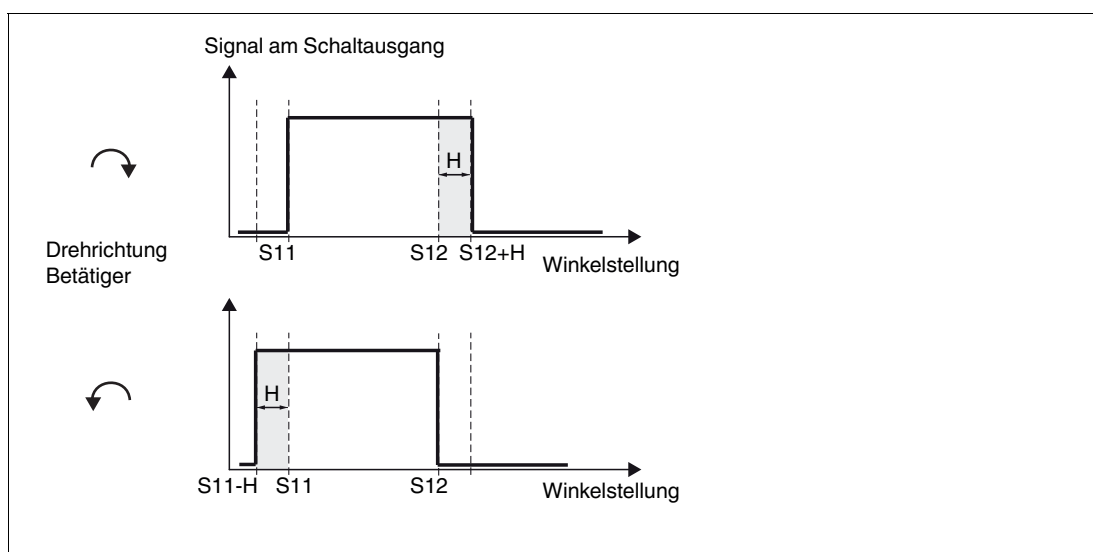 Signal am Schaltausgang
H
S11 S12 S12+H
Winkelstellung
Drehrichtung
Betätiger
H
S11-H S11 S12
Winkelstellung